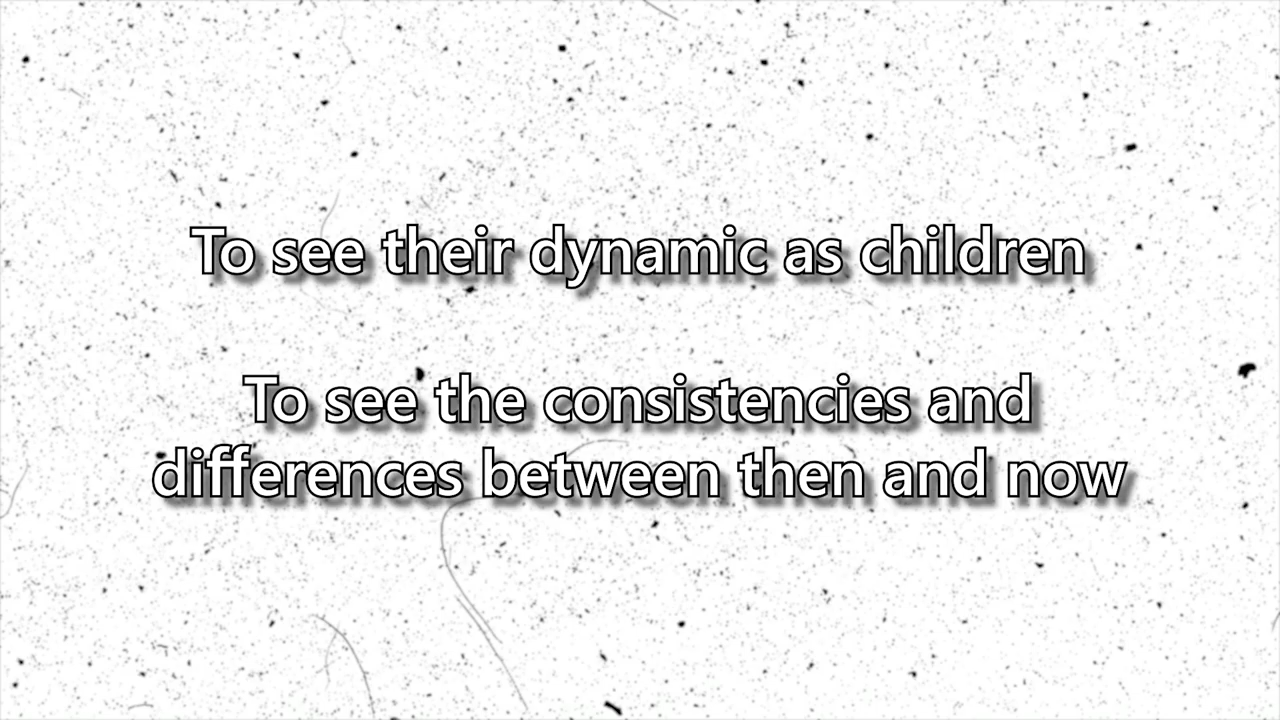 To see their dynamic as children
To see the consistencies and
differences between then and now